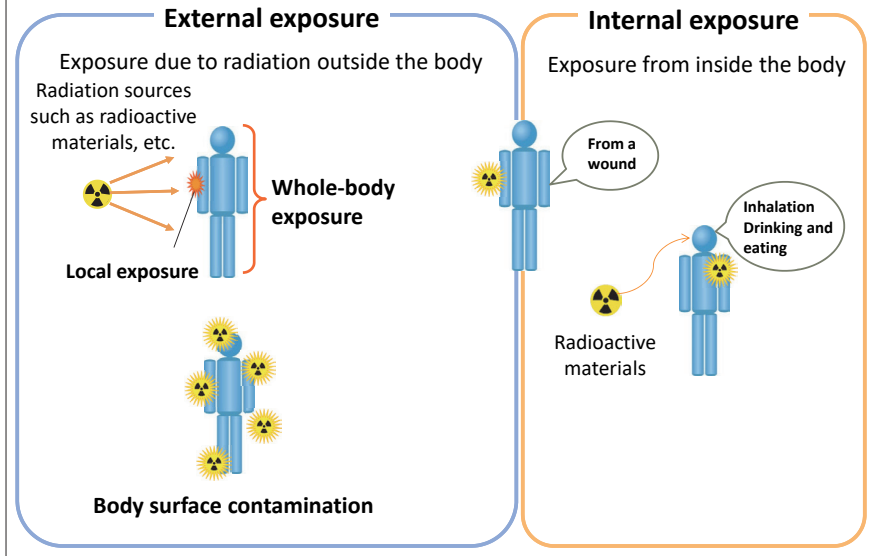 External exposure
Exposure due to radiation outside the body
Radiation sources
such as radioactive
materials, etc.
Whole-body
exposure
Local exposure
Body surface contamination
Internal exposure
Exposure from inside the body
From a
wound
Inhalation
Drinking and
eating
Radioactive
materials